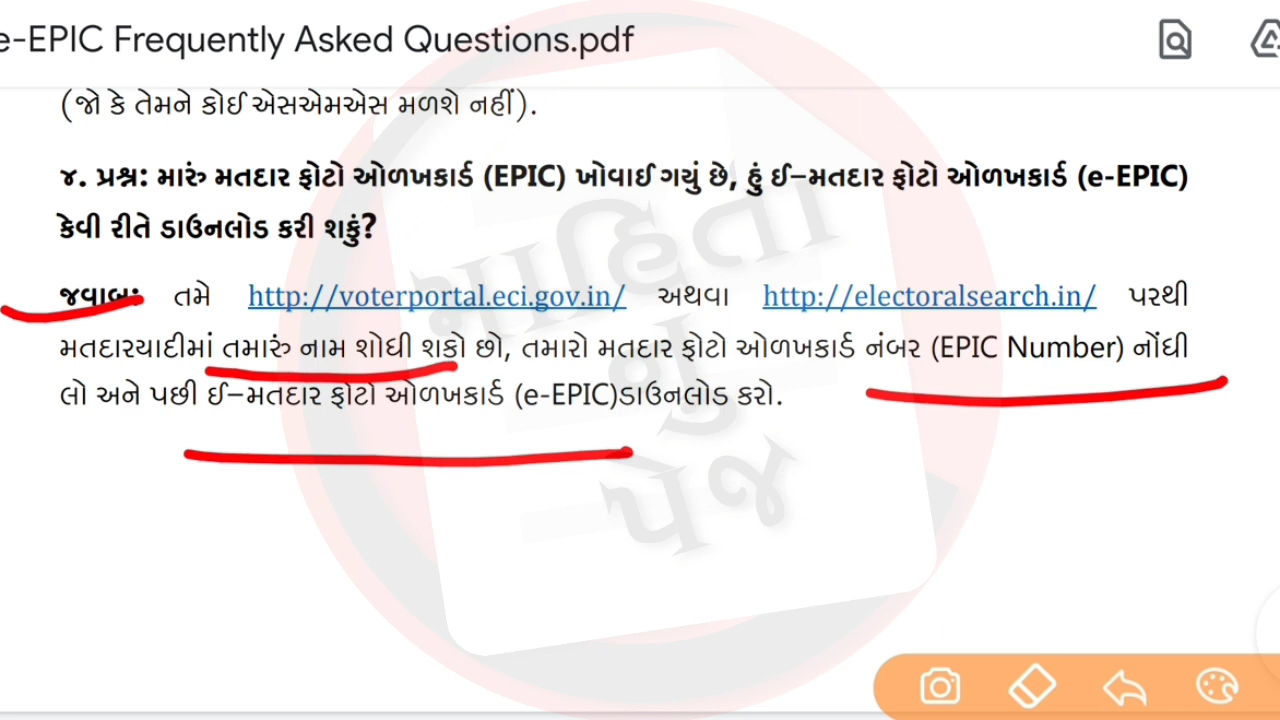 e-EPIC Frequently Asked Questions.pdf
(જો કે તેમને કોઈ એસએમએસ મળશે નહીં).
૪. પ્રશ્ન: મારું મતદાર ફોટો ઓળખકાર્ડ (EPIC) ખોવાઈ ગયું છે, હું ઈ–મતદાર ફોટો ઓળખકાર્ડ (e-EPIC)
કેવી રીતે ડાઉનલોડ કરી શકું?
જવાબ: તમે http://voterportal.eci.gov.in/ અથવા http://electoralsearch.in/ પરથી
મતદારયાદીમાં તમારું નામ શોધી શકો છો, તમારો મતદાર ફોટો ઓળખકાર્ડ નંબર (EPIC Number) નોંધી
લો અને પછી ઈ–મતદાર ફોટો ઓળખકાર્ડ (e-EPIC)ડાઉનલોડ કરો.
માહિતી
નું
પેજ